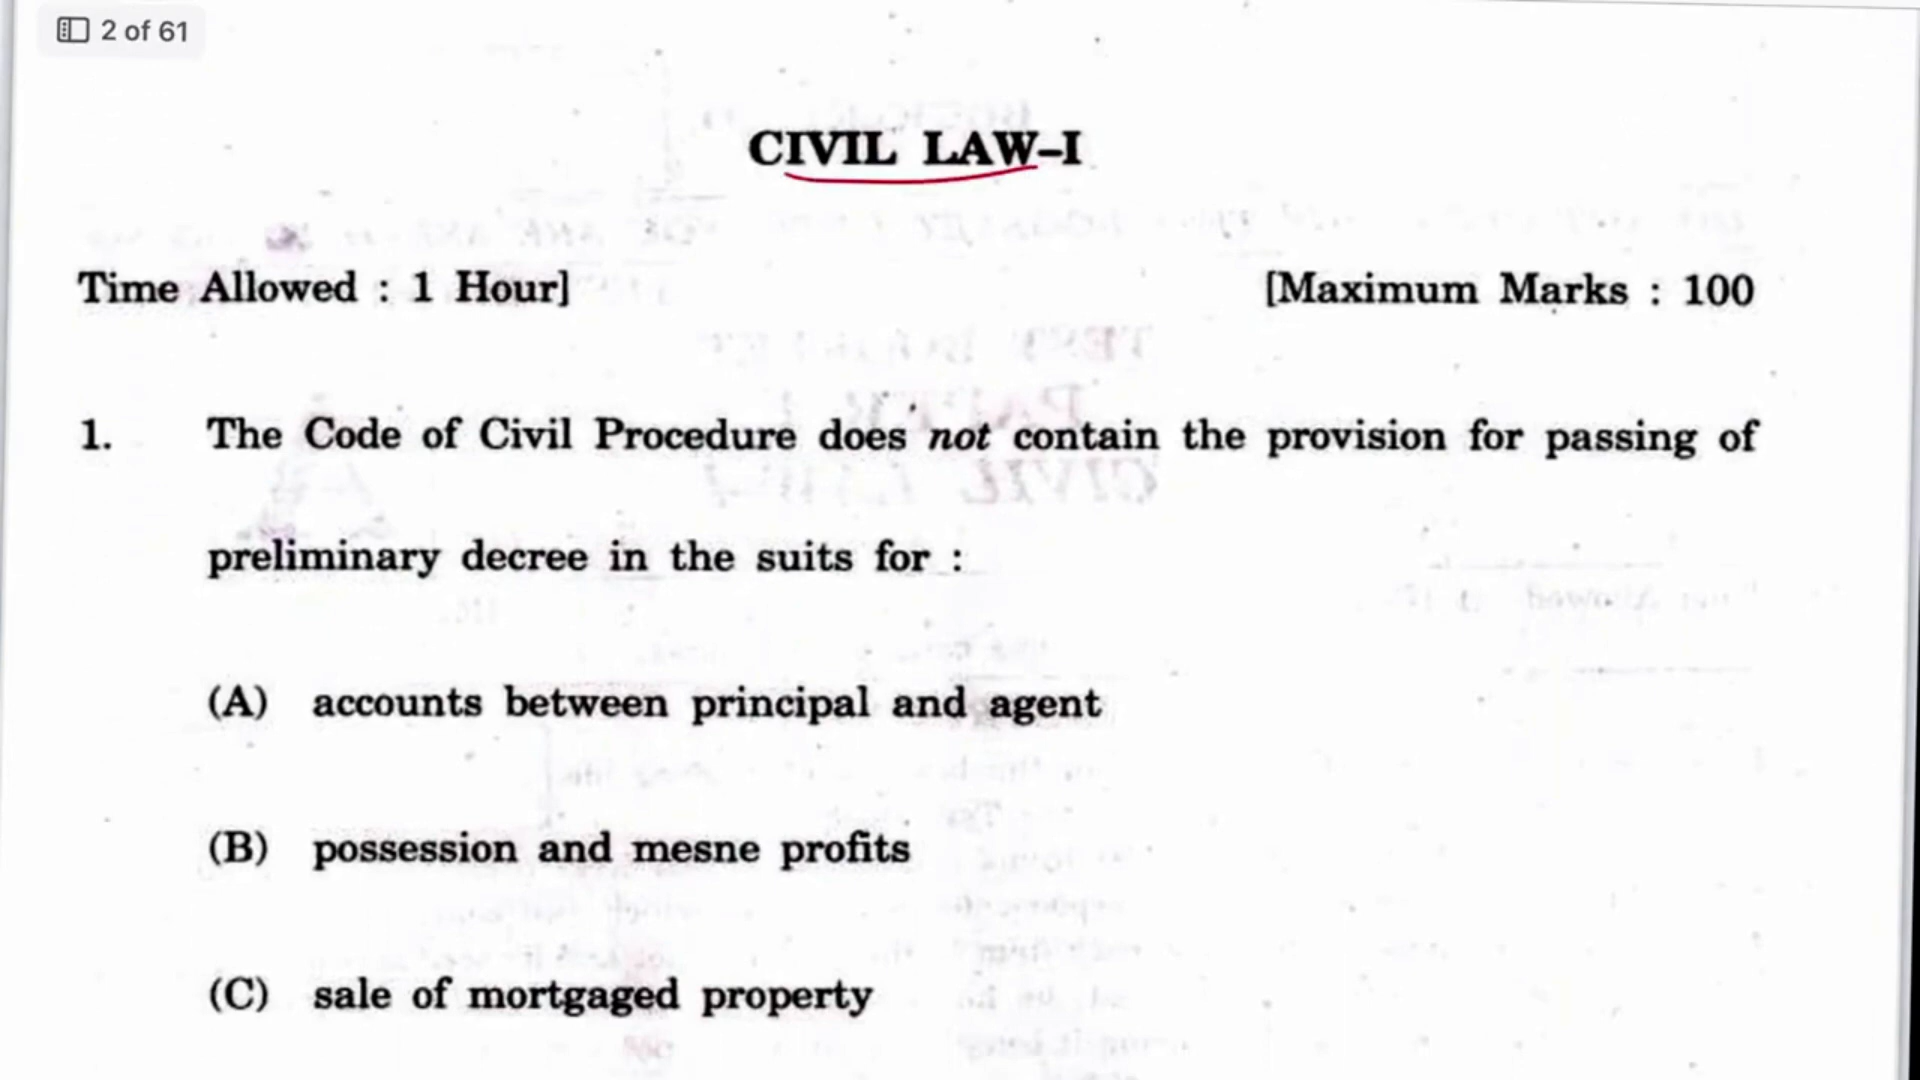 2 of 61
CIVIL LAW–I
Time Allowed : 1 Hour]
[Maximum Marks : 100
1. The Code of Civil Procedure does not contain the provision for passing of
preliminary decree in the suits for :
(A) accounts between principal and agent
(B) possession and mesne profits
(C) sale of mortgaged property